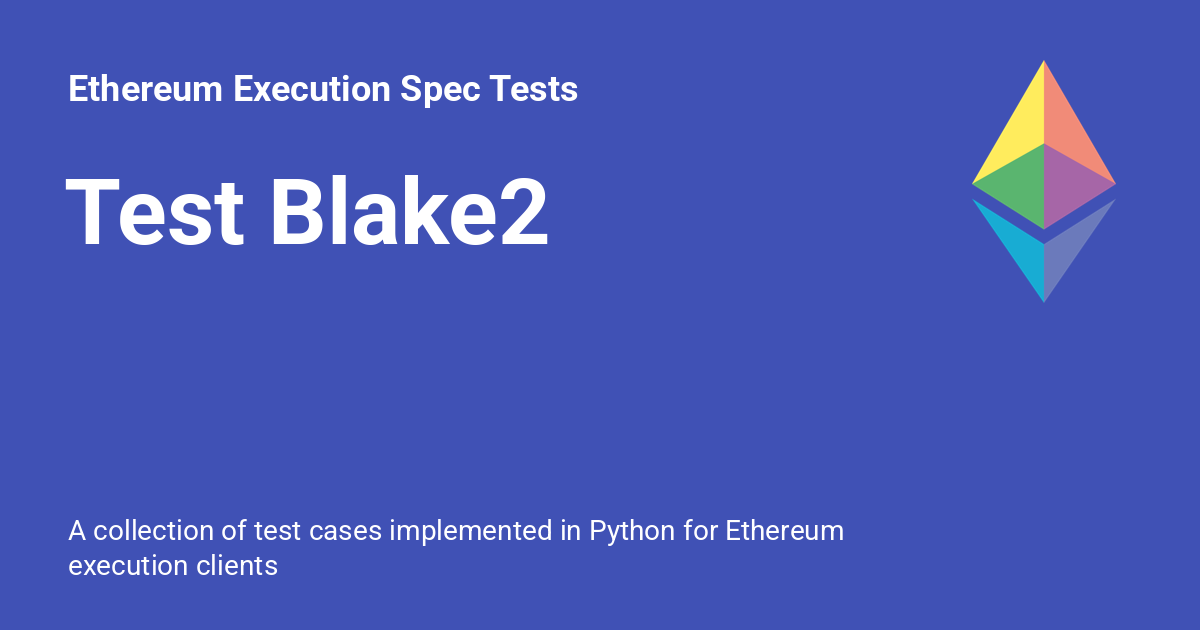 Ethereum Execution Spec Tests
Test Blake2
A collection of test cases implemented in Python for Ethereum
execution clients